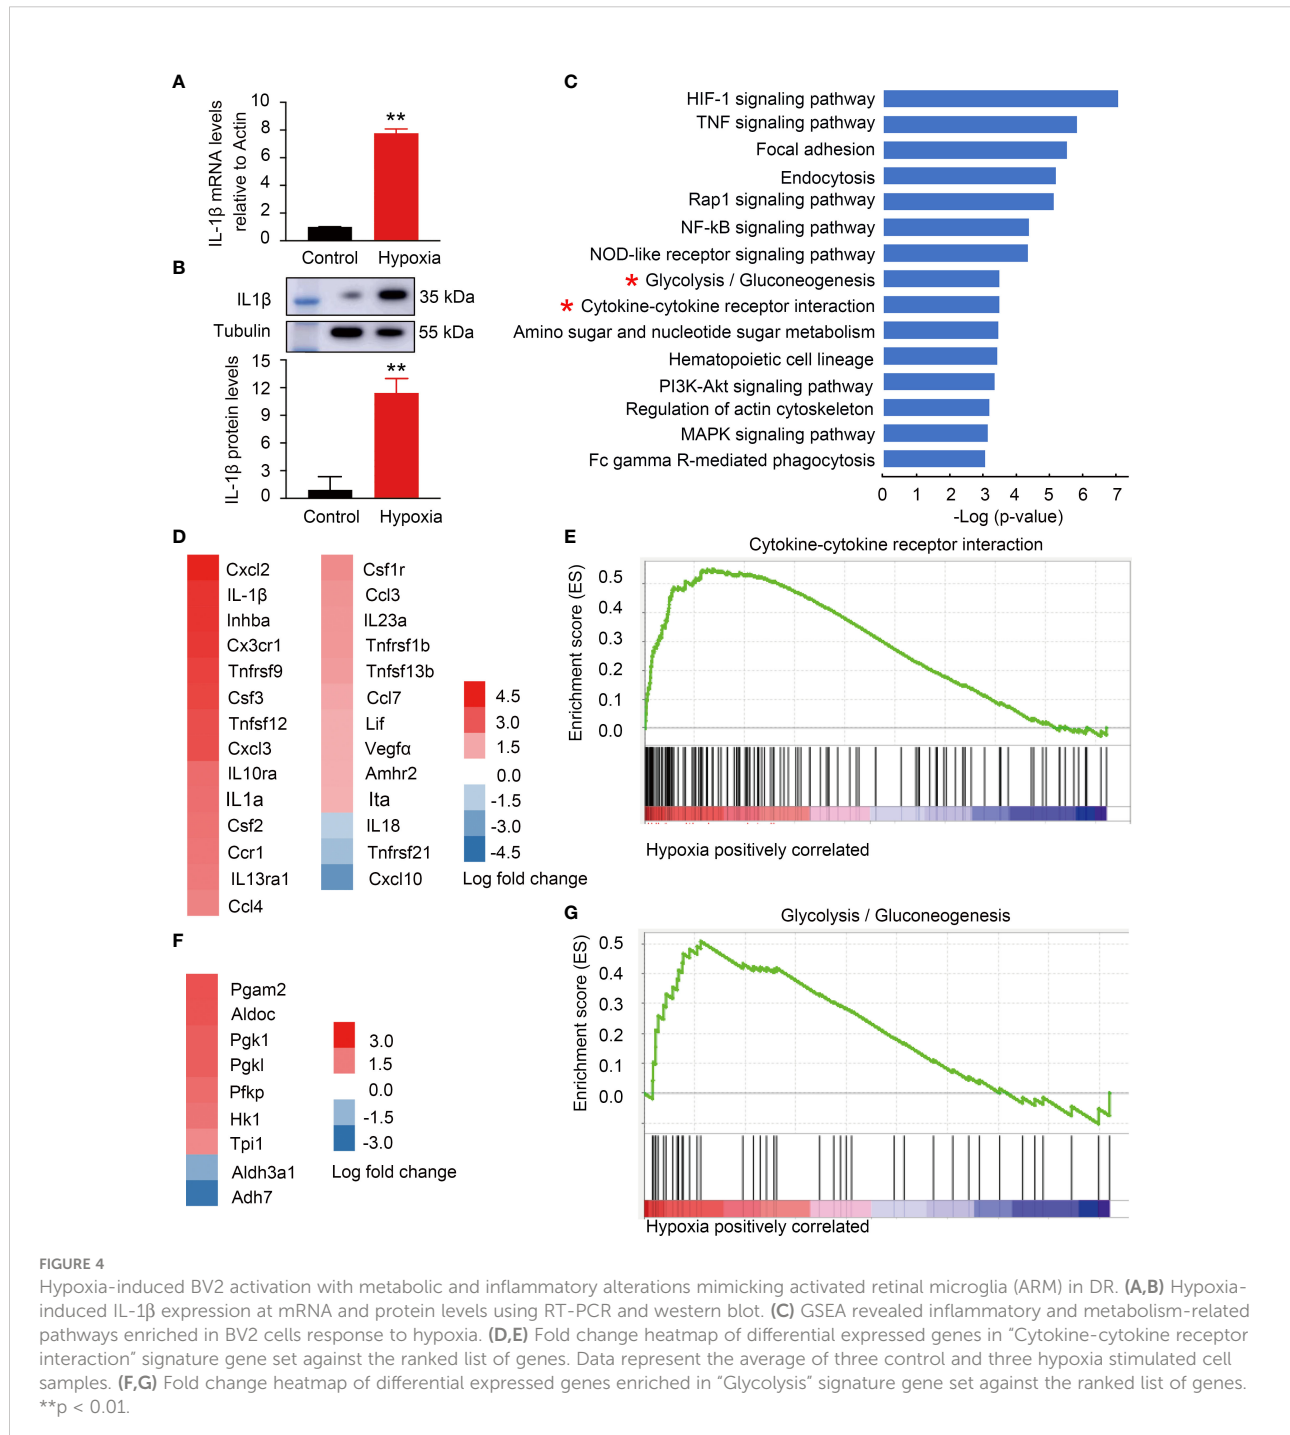 A
10
8
6
4
2
0
IL-1β mRNA levels
relative to Actin
**
Control
Hypoxia
B
IL1β
35 kDa
Tubulin
55 kDa
15
12
9
6
3
0
IL-1β protein levels
**
Control
Hypoxia
C
HIF-1 signaling pathway
TNF signaling pathway
Focal adhesion
Endocytosis
Rap1 signaling pathway
NF-kB signaling pathway
NOD-like receptor signaling pathway
* Glycolysis / Gluconeogenesis
* Cytokine-cytokine receptor interaction
Amino sugar and nucleotide sugar metabolism
Hematopoietic cell lineage
PI3K-Akt signaling pathway
Regulation of actin cytoskeleton
MAPK signaling pathway
Fc gamma R-mediated phagocytosis
0 1 2 3 4 5 6 7
-Log (p-value)
D
Cxcl2
IL-1β
Inhba
Cx3cr1
Tnfrsf9
Csf3
Tnfsf12
Cxcl3
IL10ra
IL1a
Csf2
Ccr1
IL13ra1
Ccl4
Csf1r
Ccl3
IL23a
Tnfrsf1b
Tnfsf13b
Ccl7
Lif
Vegfα
Amhr2
Ita
IL18
Tnfrsf21
Cxcl10
4.5
3.0
1.5
0.0
-1.5
-3.0
-4.5
Log fold change
E
Cytokine-cytokine receptor interaction
Enrichment score (ES)
0.5
0.4
0.3
0.2
0.1
0.0
Hypoxia positively correlated
F
Pgam2
Aldoc
Pgk1
Pgkl
Pfkp
Hk1
Tpi1
Aldh3a1
Adh7
3.0
1.5
0.0
-1.5
-3.0
Log fold change
G
Glycolysis / Gluconeogenesis
Enrichment score (ES)
0.5
0.4
0.3
0.2
0.1
0.0
Hypoxia positively correlated
FIGURE 4
Hypoxia-induced BV2 activation with metabolic and inflammatory alterations mimicking activated retinal microglia (ARM) in DR. (A,B) Hypoxia-
induced IL-1β expression at mRNA and protein levels using RT-PCR and western blot. (C) GSEA revealed inflammatory and metabolism-related
pathways enriched in BV2 cells response to hypoxia. (D,E) Fold change heatmap of differential expressed genes in “Cytokine-cytokine receptor
interaction” signature gene set against the ranked list of genes. Data represent the average of three control and three hypoxia stimulated cell
samples. (F,G) Fold change heatmap of differential expressed genes enriched in “Glycolysis” signature gene set against the ranked list of genes.
**p < 0.01.